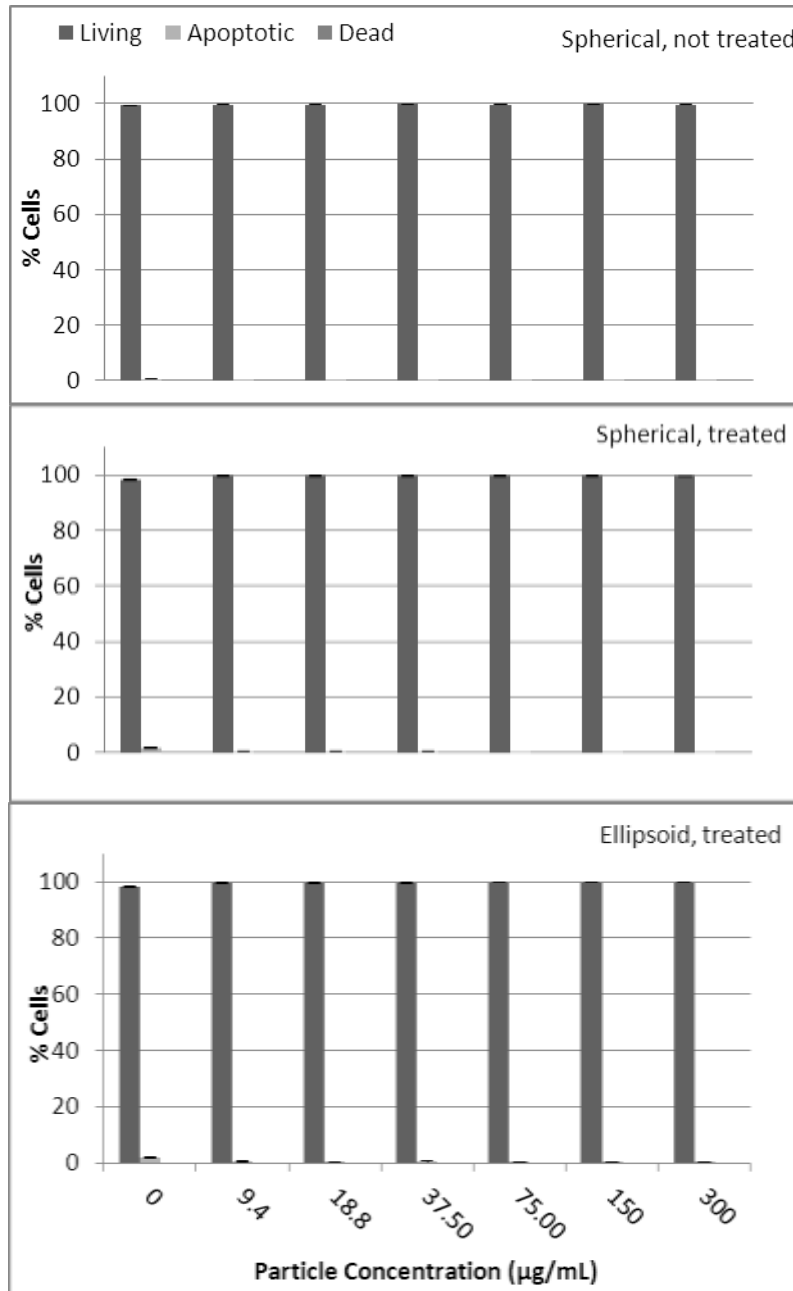 Living Apoptotic Dead Spherical, not treated
100
80
60
40
20
0
% Cells
Spherical, treated
100
80
60
40
20
0
% Cells
Ellipsoid, treated
100
80
60
40
20
0
% Cells
0 9.4 18.8 37.50 75.00 150 300
Particle Concentration (µg/mL)